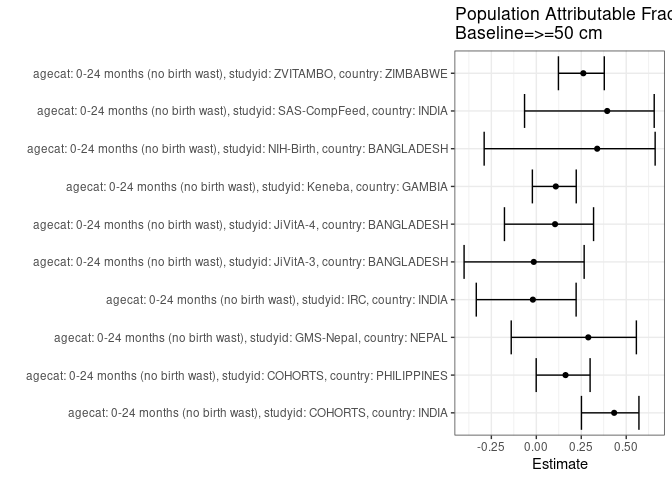 Population Attributable Frac
Baseline=>=50 cm
agecat: 0-24 months (no birth wast), studyid: ZVITAMBO, country: ZIMBABWE
agecat: 0-24 months (no birth wast), studyid: SAS-CompFeed, country: INDIA
agecat: 0-24 months (no birth wast), studyid: NIH-Birth, country: BANGLADESH
agecat: 0-24 months (no birth wast), studyid: Keneba, country: GAMBIA
agecat: 0-24 months (no birth wast), studyid: JiVitA-4, country: BANGLADESH
agecat: 0-24 months (no birth wast), studyid: JiVitA-3, country: BANGLADESH
agecat: 0-24 months (no birth wast), studyid: IRC, country: INDIA
agecat: 0-24 months (no birth wast), studyid: GMS-Nepal, country: NEPAL
agecat: 0-24 months (no birth wast), studyid: COHORTS, country: PHILIPPINES
agecat: 0-24 months (no birth wast), studyid: COHORTS, country: INDIA
-0.25 0.00 0.25 0.50
Estimate